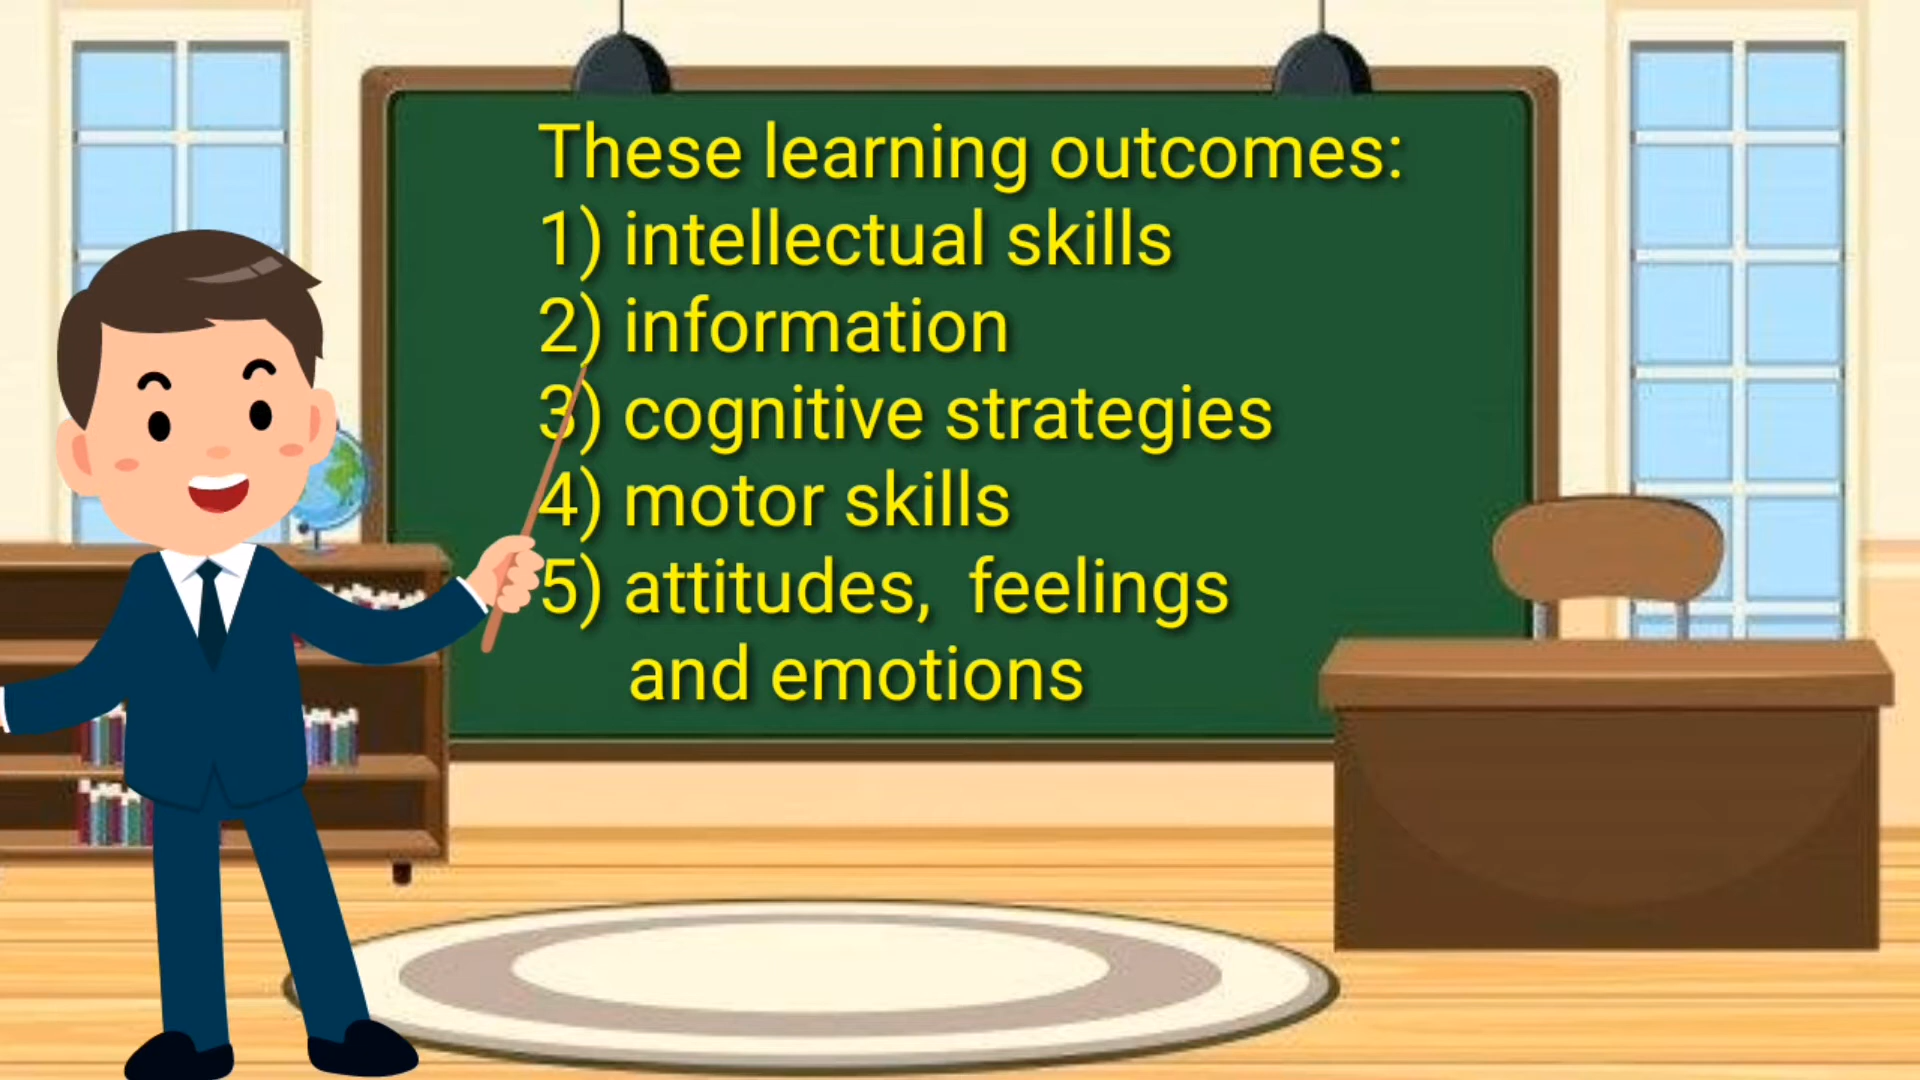 These learning outcomes:
1) intellectual skills
2) information
3) cognitive strategies
4) motor skills
5) attitudes, feelings
and emotions